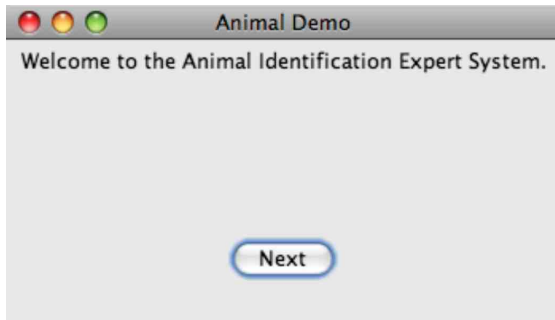 Animal Demo
Welcome to the Animal Identification Expert System.
Next